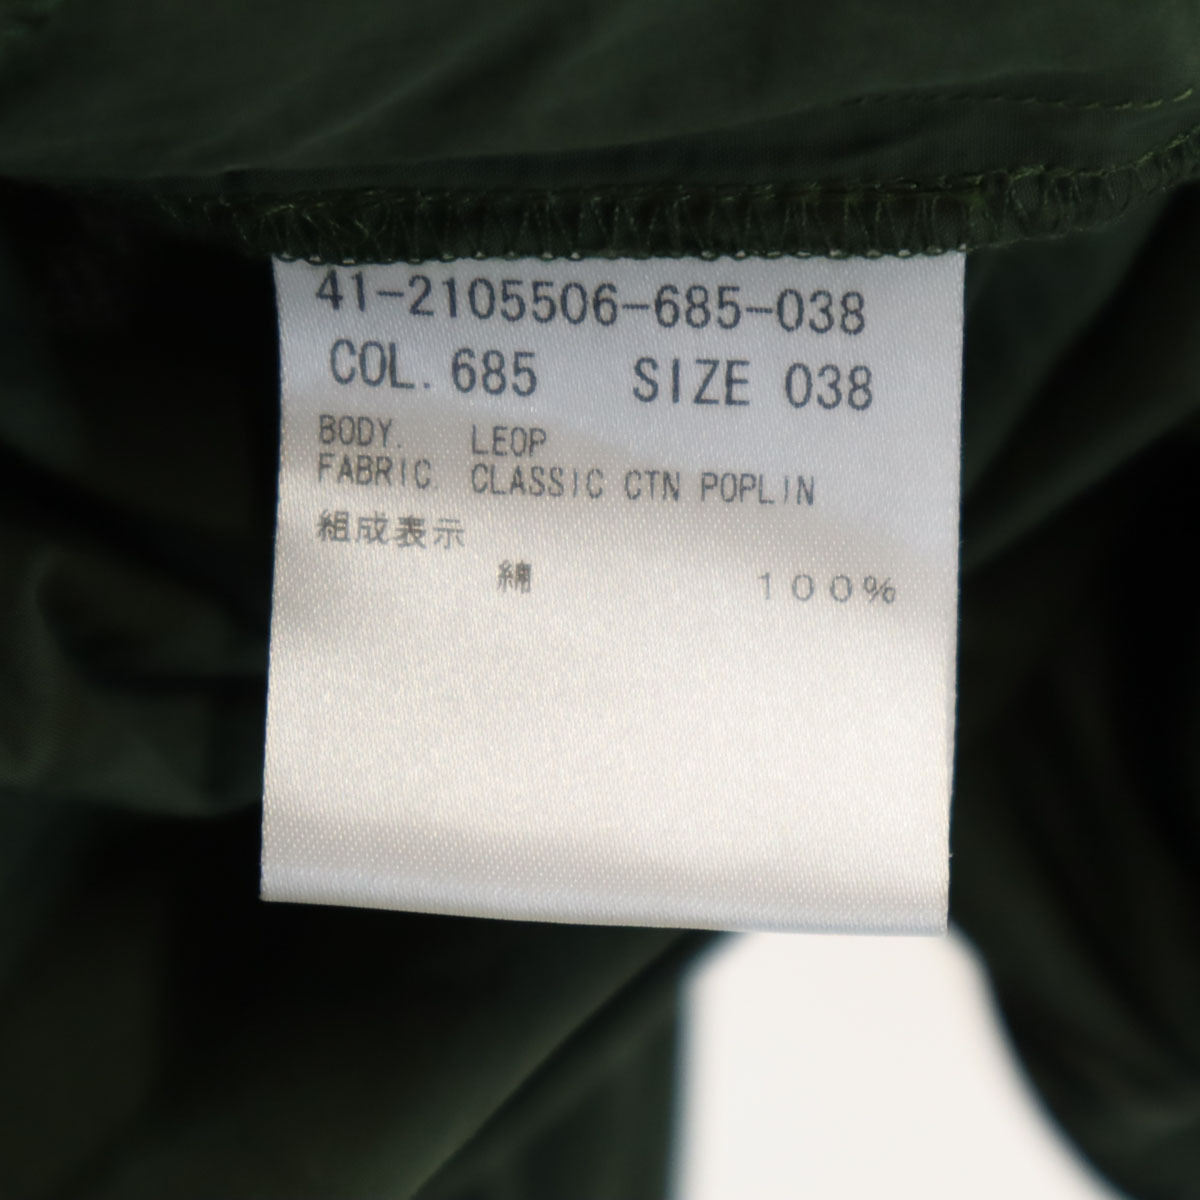 41-2105506-685-038
COL. 685 SIZE 038
BODY. LEOP
FABRIC. CLASSIC CTN POPLIN
組成表示
綿 100%